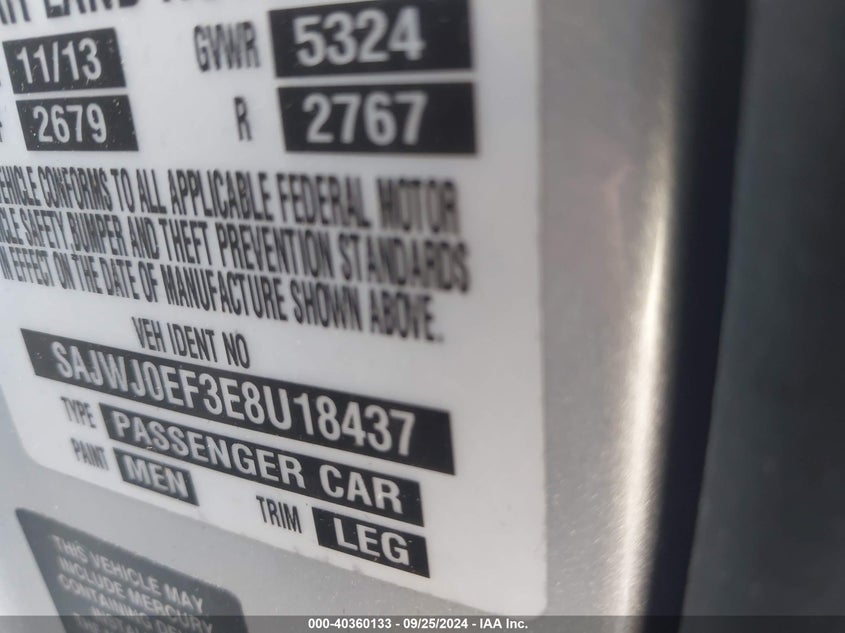 LAND
11/13 GVWR 5324
2679 R 2767
VEHICLE CONFORMS TO ALL APPLICABLE FEDERAL MOTOR
SAFETY, BUMPER AND THEFT PREVENTION STANDARDS
IN EFFECT ON THE DATE OF MANUFACTURE SHOWN ABOVE.
VEH IDENT NO
SAJWJ0EF3E8U18437
TYPE PASSENGER CAR
PAINT MEN
TRIM LEG
THIS VEHICLE MAY
INCLUDE MERCURY
CONTAINING
000-40360133 - 09/25/2024 - IAA Inc.